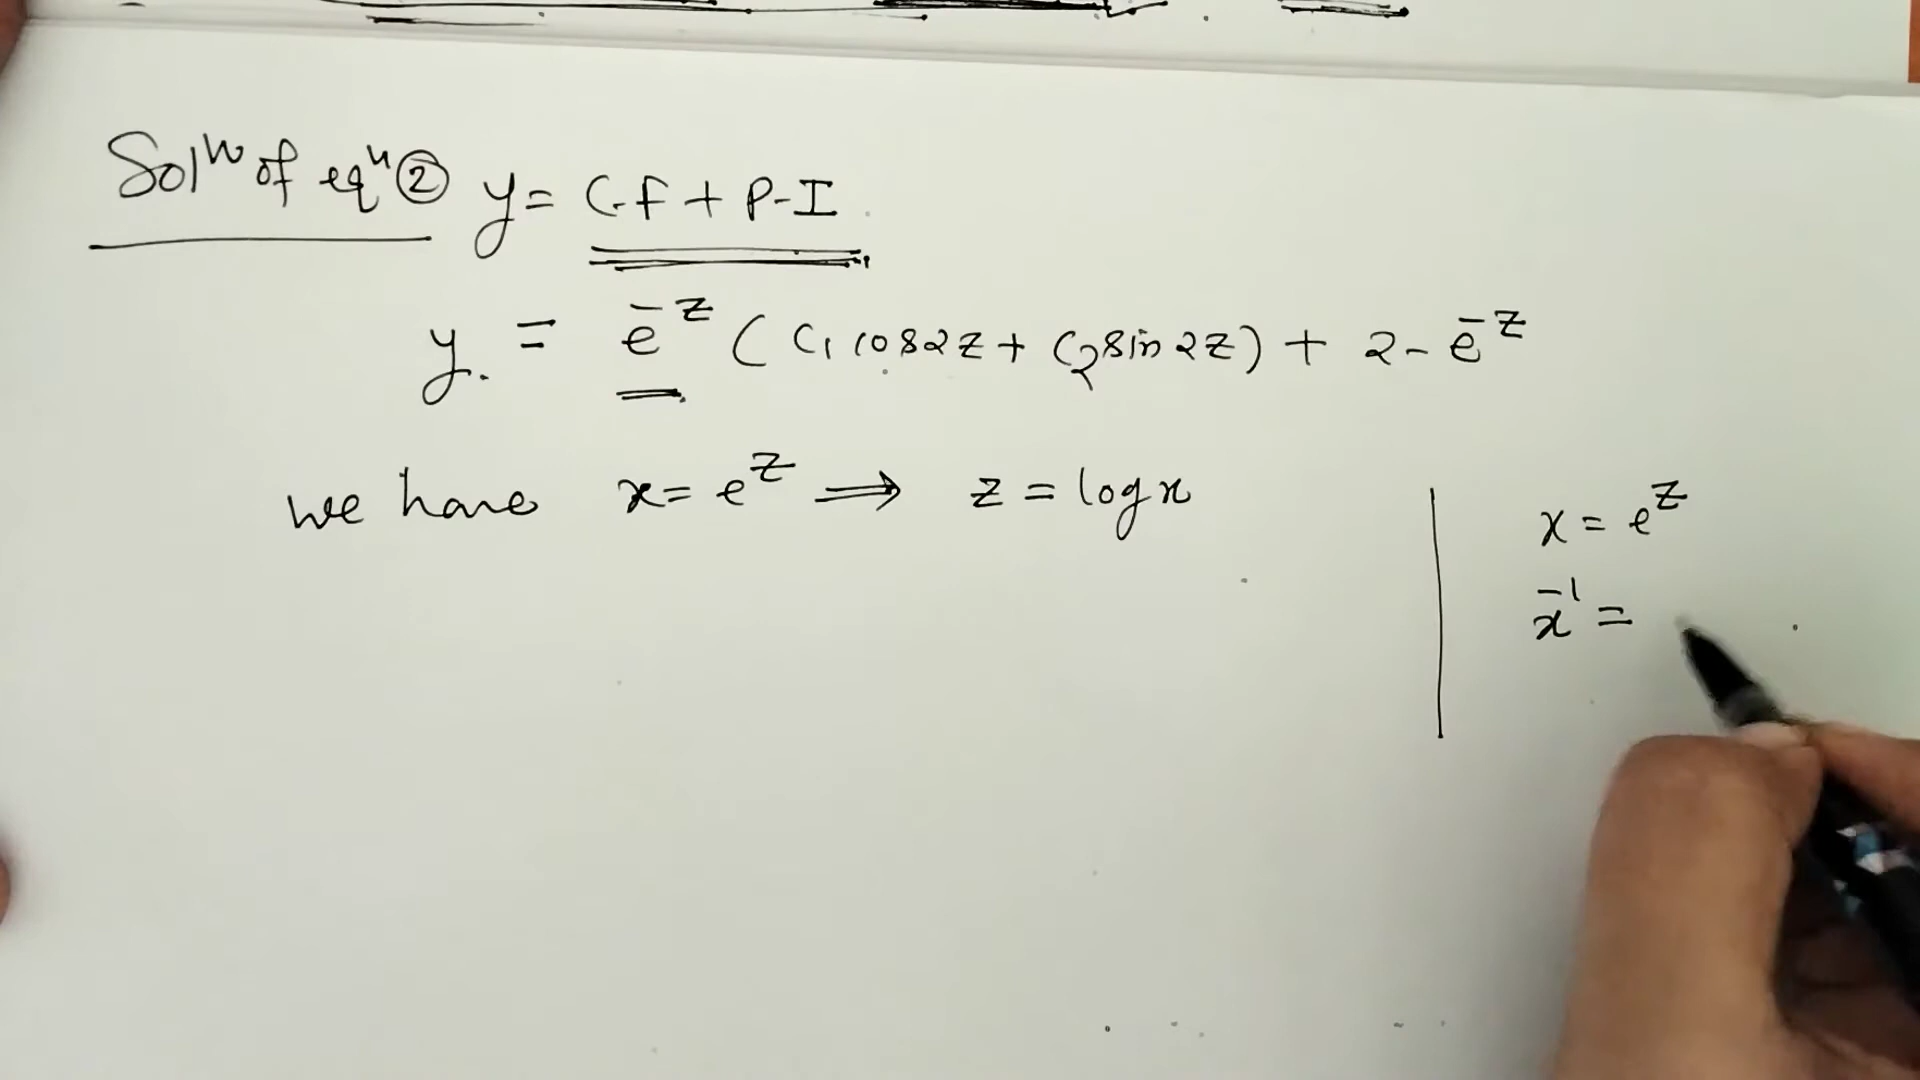 Solⁿ of eqⁿ ② y = C.F + P.I
y = e⁻ᶻ (C₁ cos2z + C₂ sin2z) + 2 - e⁻ᶻ
we have x = eᶻ ⟹ z = log x
x = eᶻ
x⁻¹ =